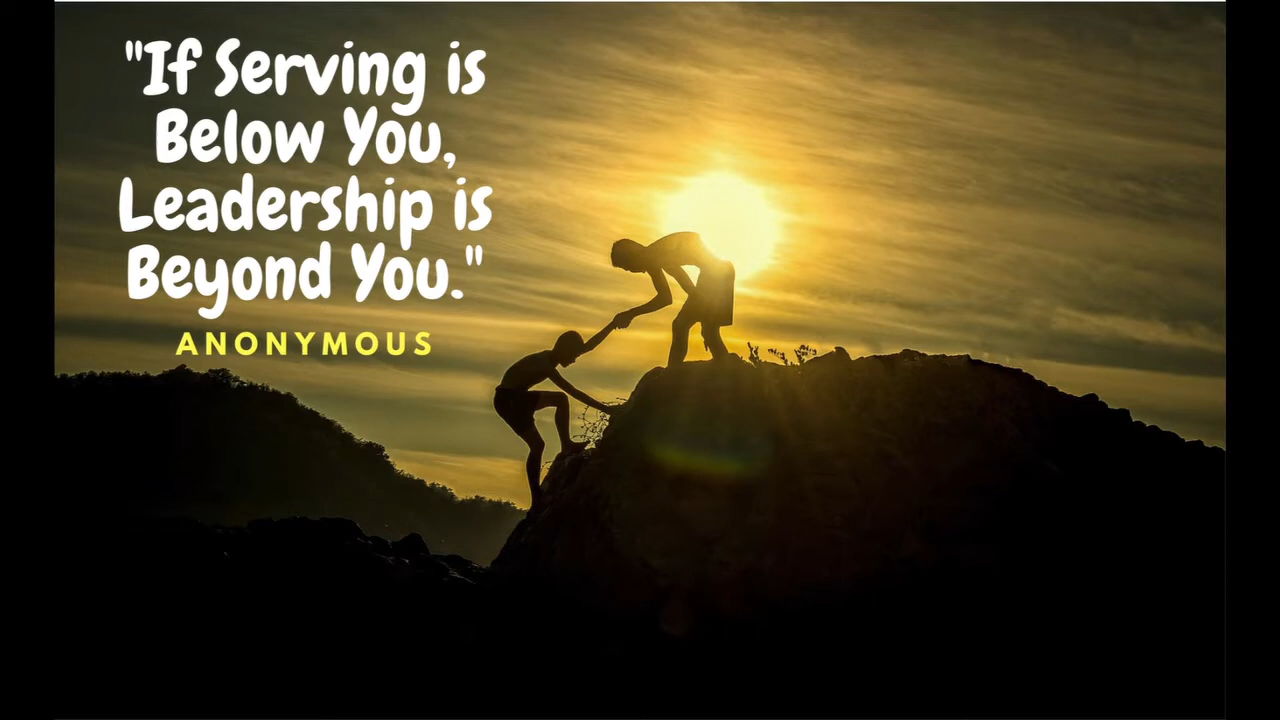 "If Serving is
Below You,
Leadership is
Beyond You."
ANONYMOUS